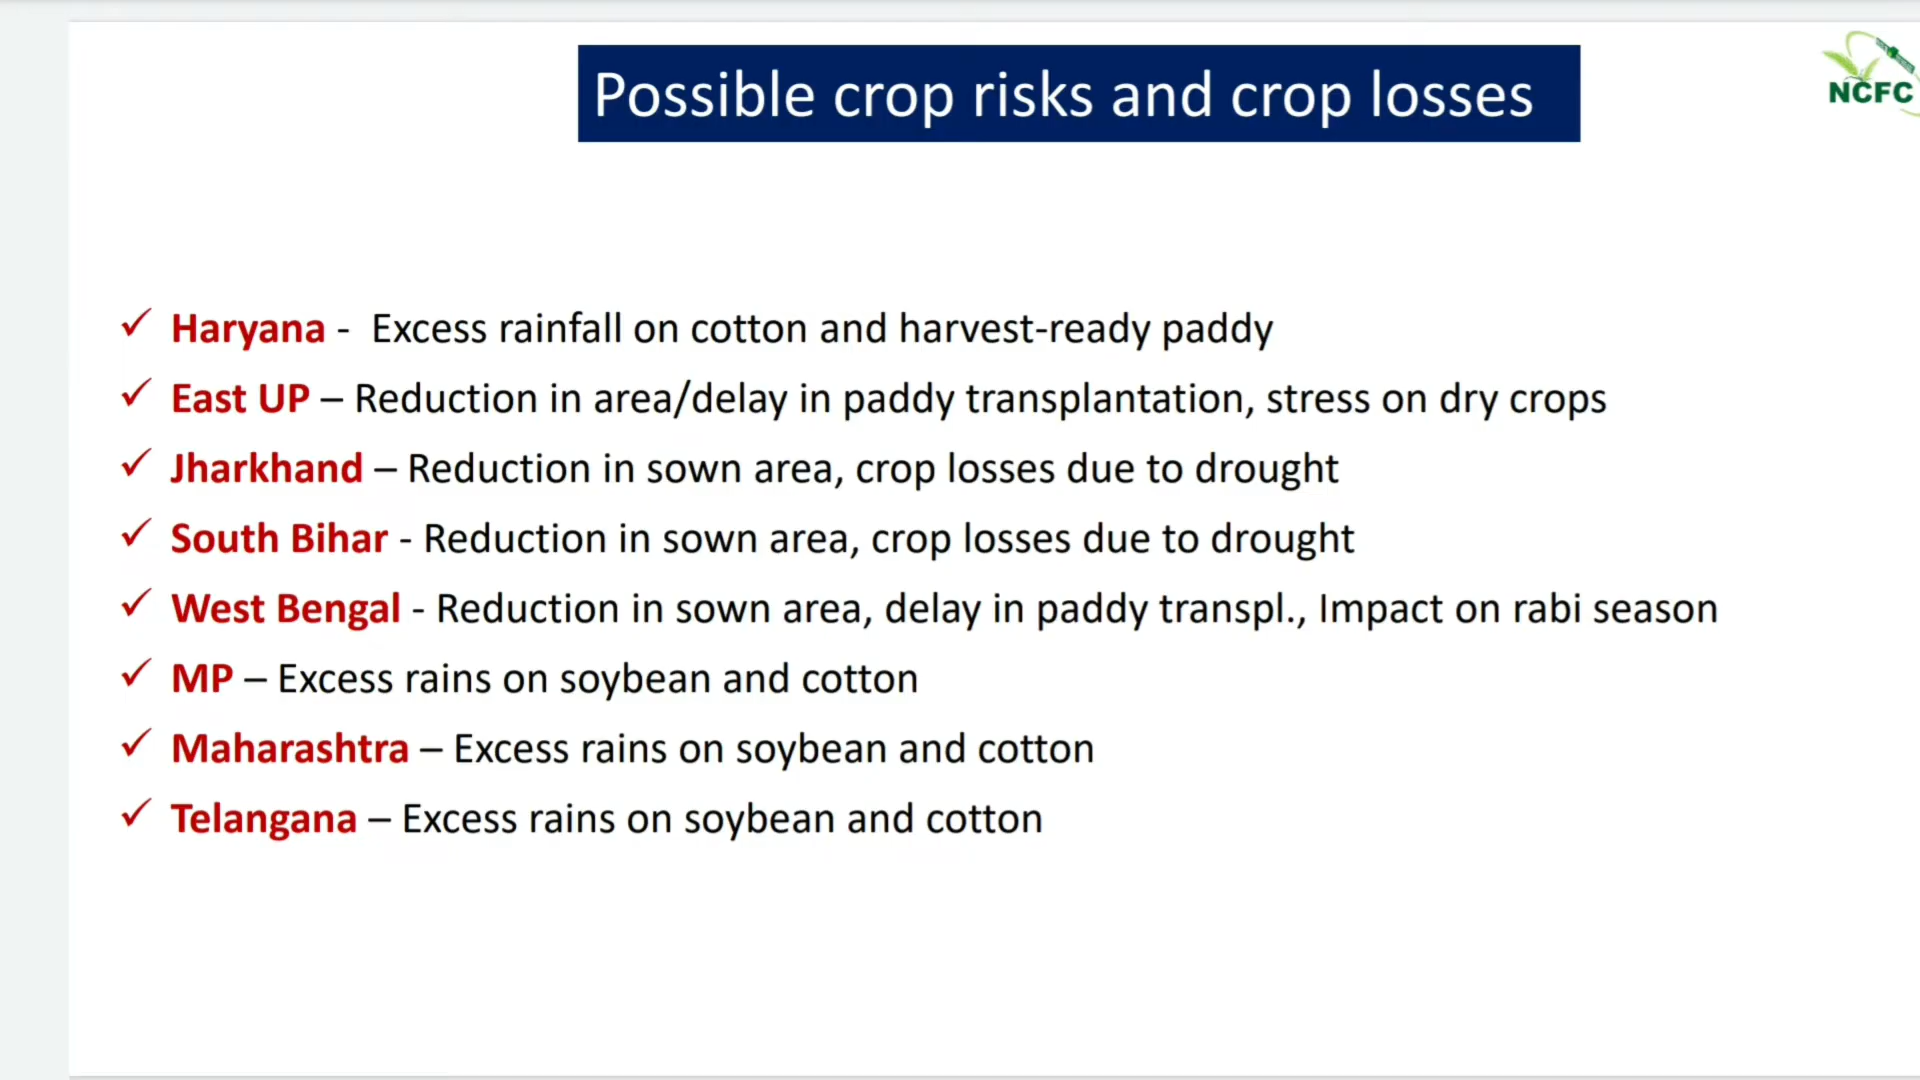 Possible crop risks and crop losses
NCFC
✓ Haryana - Excess rainfall on cotton and harvest-ready paddy
✓ East UP – Reduction in area/delay in paddy transplantation, stress on dry crops
✓ Jharkhand – Reduction in sown area, crop losses due to drought
✓ South Bihar - Reduction in sown area, crop losses due to drought
✓ West Bengal - Reduction in sown area, delay in paddy transpl., Impact on rabi season
✓ MP – Excess rains on soybean and cotton
✓ Maharashtra – Excess rains on soybean and cotton
✓ Telangana – Excess rains on soybean and cotton